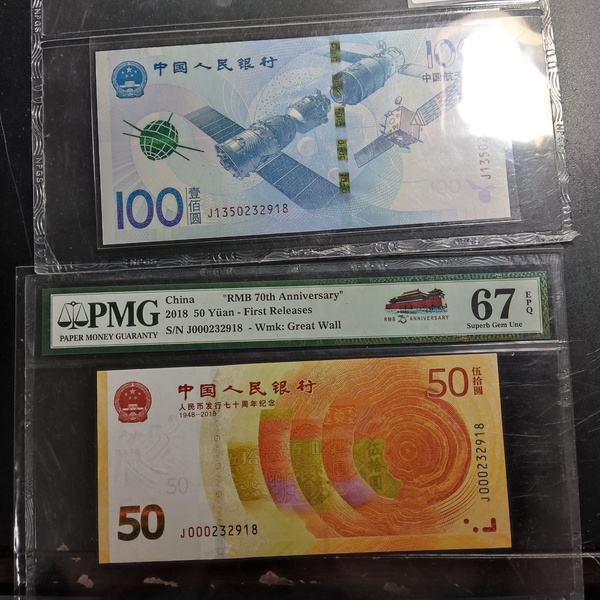 中国人民银行
100
中国航天
100
壹佰圆
J1350232918
100
NPGS
PMG
PAPER MONEY GUARANTY
China "RMB 70th Anniversary"
2018 50 Yüan - First Releases
S/N J000232918 - Wmk: Great Wall
RMB 70 ANNIVERSARY
67 EPQ
Superb Gem Unc
中国人民银行
人民币发行七十周年纪念
1948-2018
50
伍拾圆
50
伍拾圆
J000232918
50
J000232918